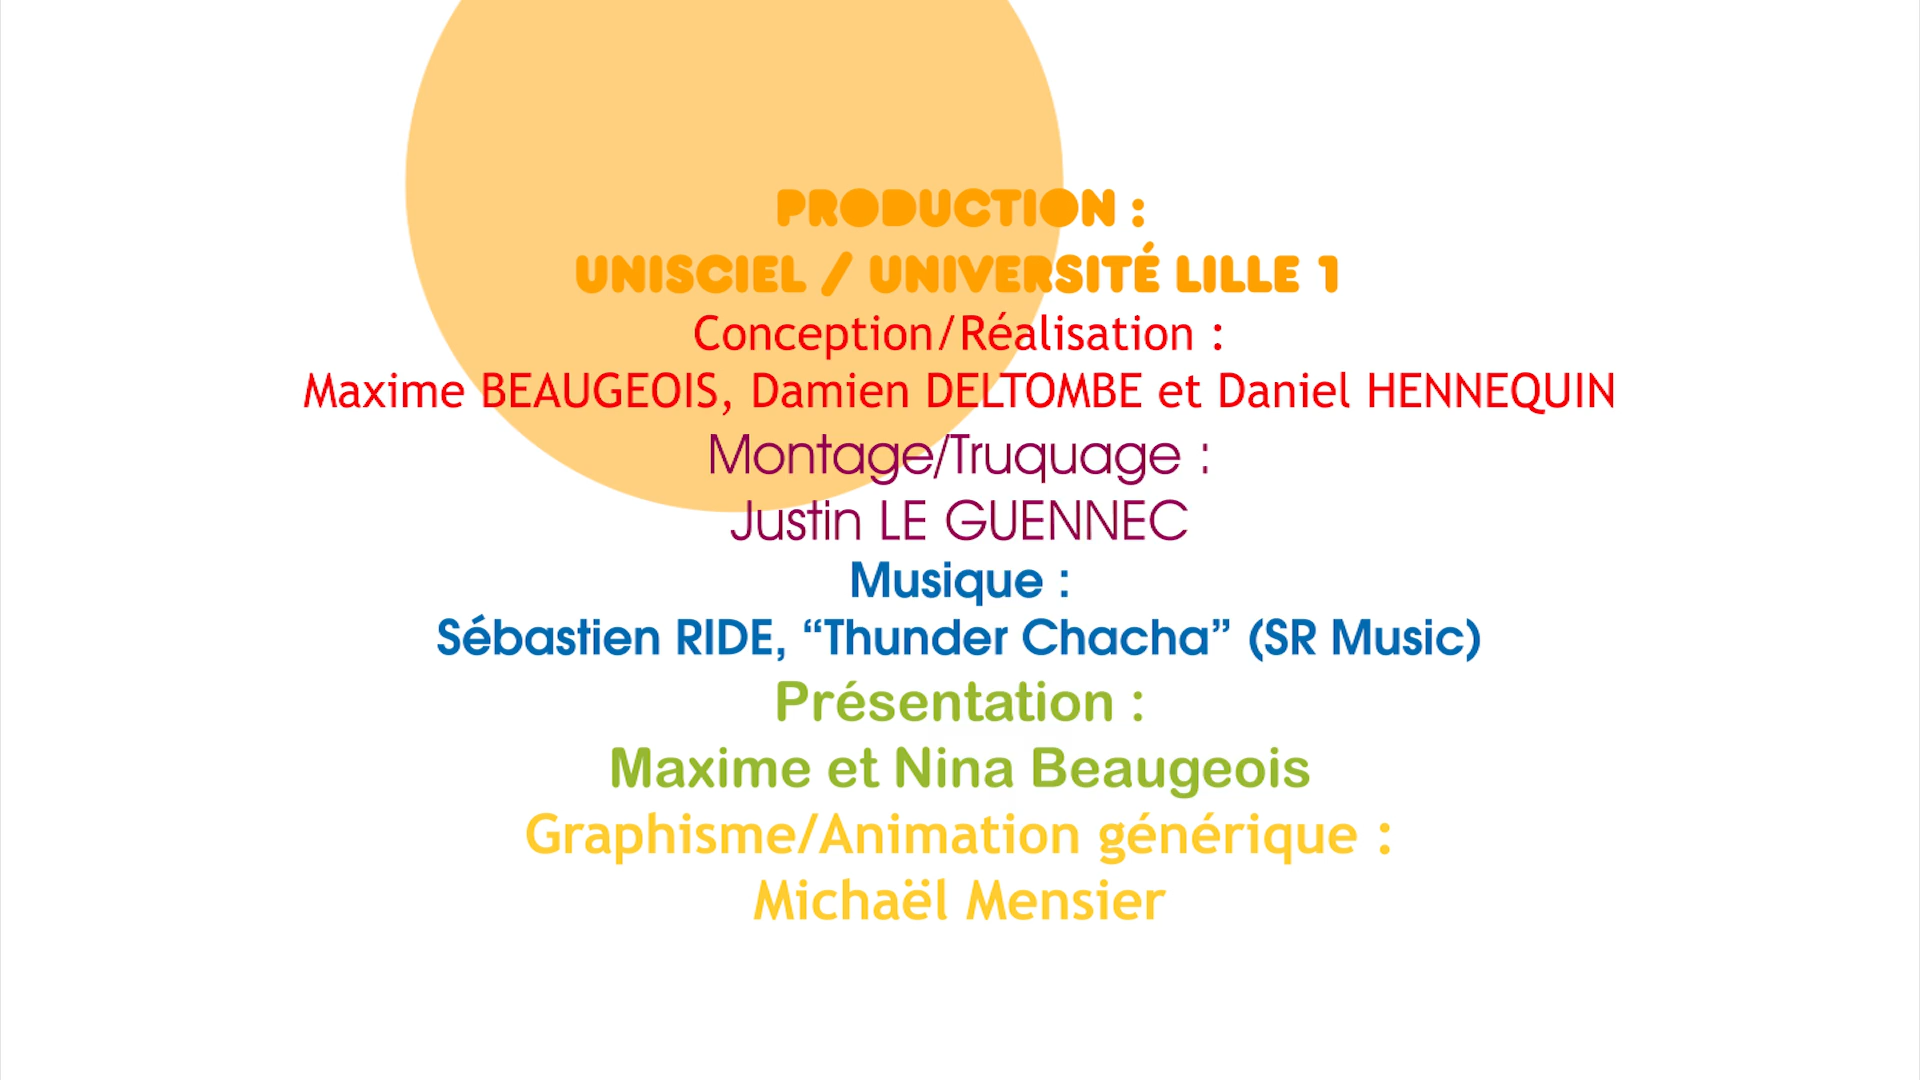 PRODUCTION :
UNISCIEL / UNIVERSITÉ LILLE 1
Conception/Réalisation :
Maxime BEAUGEOIS, Damien DELTOMBE et Daniel HENNEQUIN
Montage/Truquage :
Justin LE GUENNEC
Musique :
Sébastien RIDE, “Thunder Chacha” (SR Music)
Présentation :
Maxime et Nina Beaugeois
Graphisme/Animation générique :
Michaël Mensier